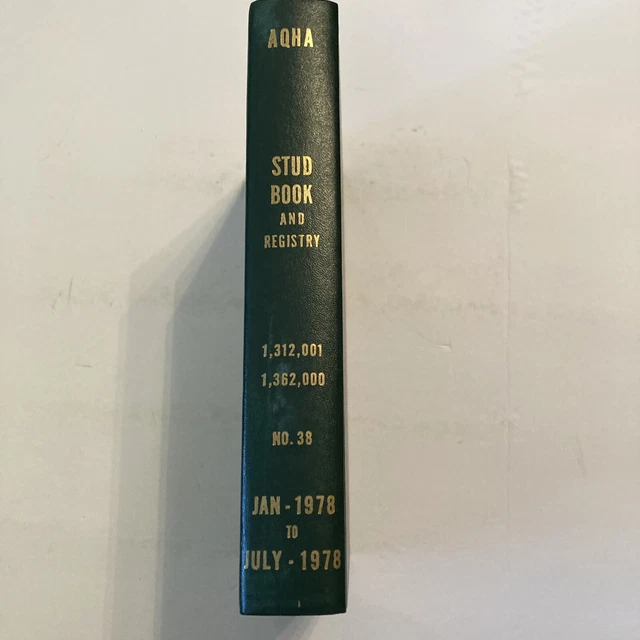 AQHA
STUD
BOOK
AND
REGISTRY
1,312,001
1,362,000
NO. 38
JAN - 1978
TO
JULY - 1978